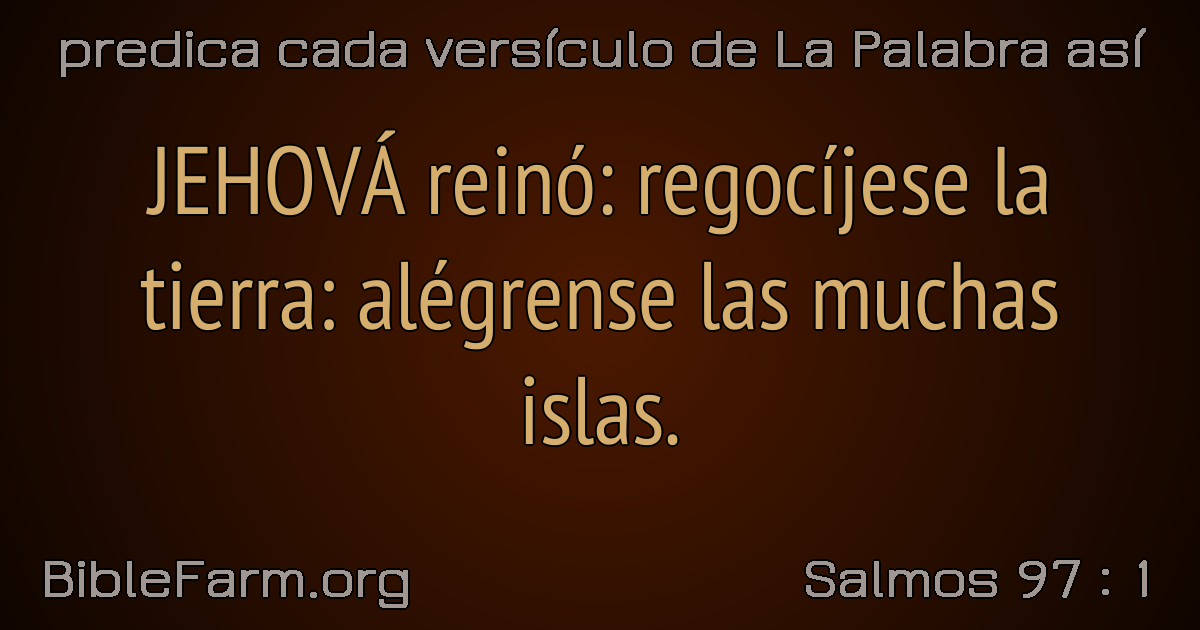 predica cada versículo de La Palabra así
JEHOVÁ reinó: regocíjese la
tierra: alégrense las muchas
islas.
BibleFarm.org
Salmos 97 : 1